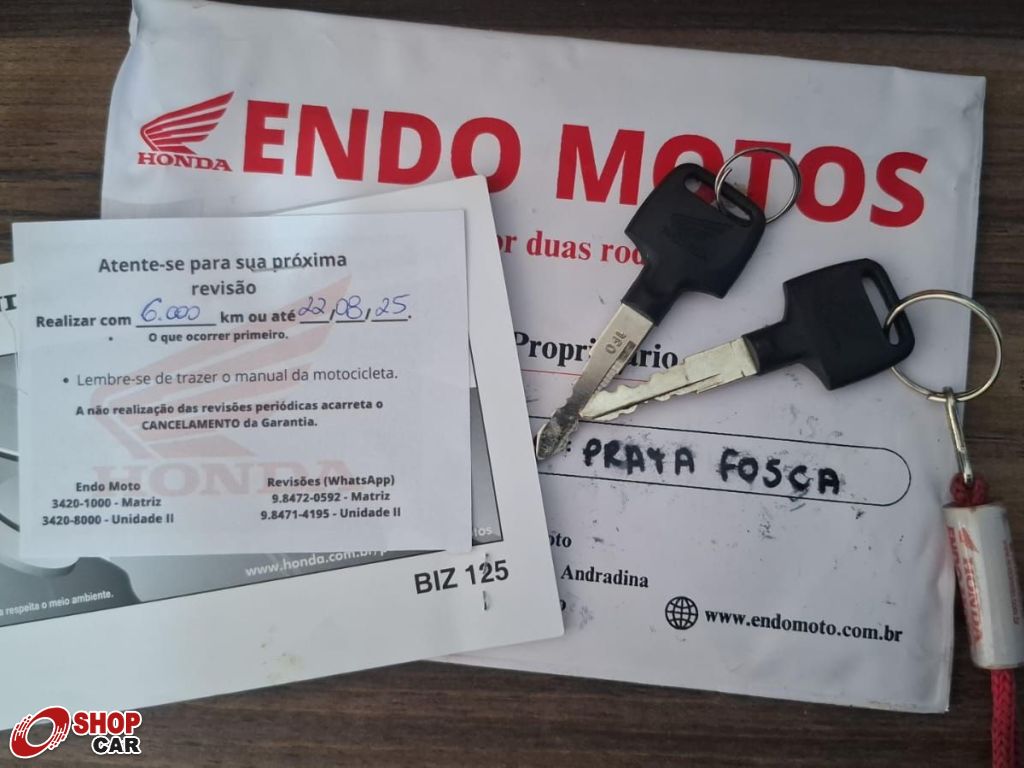 HONDA
ENDO MOTOS
or duas
Atente-se para sua próxima
revisão
Realizar com 6.000 km ou até 22,08,25.
O que ocorrer primeiro.
• Lembre-se de trazer o manual da motocicleta.
A não realização das revisões periódicas acarreta o
CANCELAMENTO da Garantia.
HONDA
Endo Moto
3420-1000 - Matriz
3420-8000 - Unidade II
Revisões (WhatsApp)
9.8472-0592 - Matriz
9.8471-4195 - Unidade II
PRATA FOSCA
Andradina
www.endomoto.com.br
www.honda.com.br
a respeita o meio ambiente.
BIZ 125
HONDA
SHOP
CAR